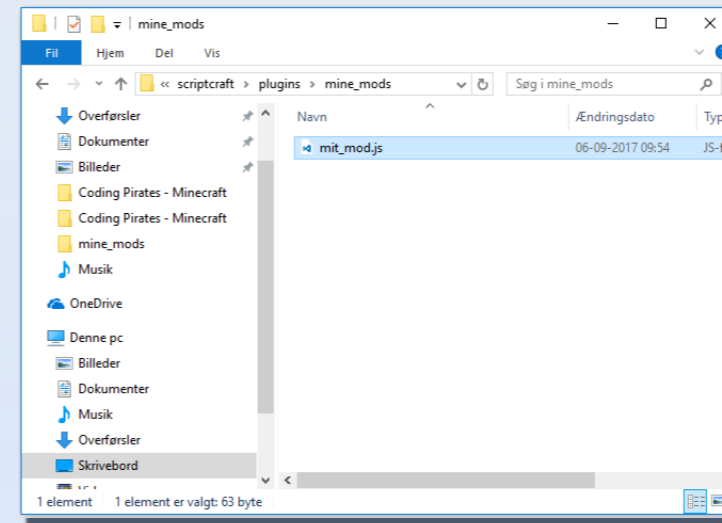 mine_mods
Fil Hjem Del Vis
« scriptcraft > plugins > mine_mods Søg i mine_mods
Overførsler
Dokumenter
Billeder
Coding Pirates - Minecraft
Coding Pirates - Minecraft
mine_mods
Musik
OneDrive
Denne pc
Billeder
Dokumenter
Musik
Overførsler
Skrivebord
Navn Ændringsdato Typ
mit_mod.js 06-09-2017 09:54 JS-f
1 element 1 element er valgt: 63 byte